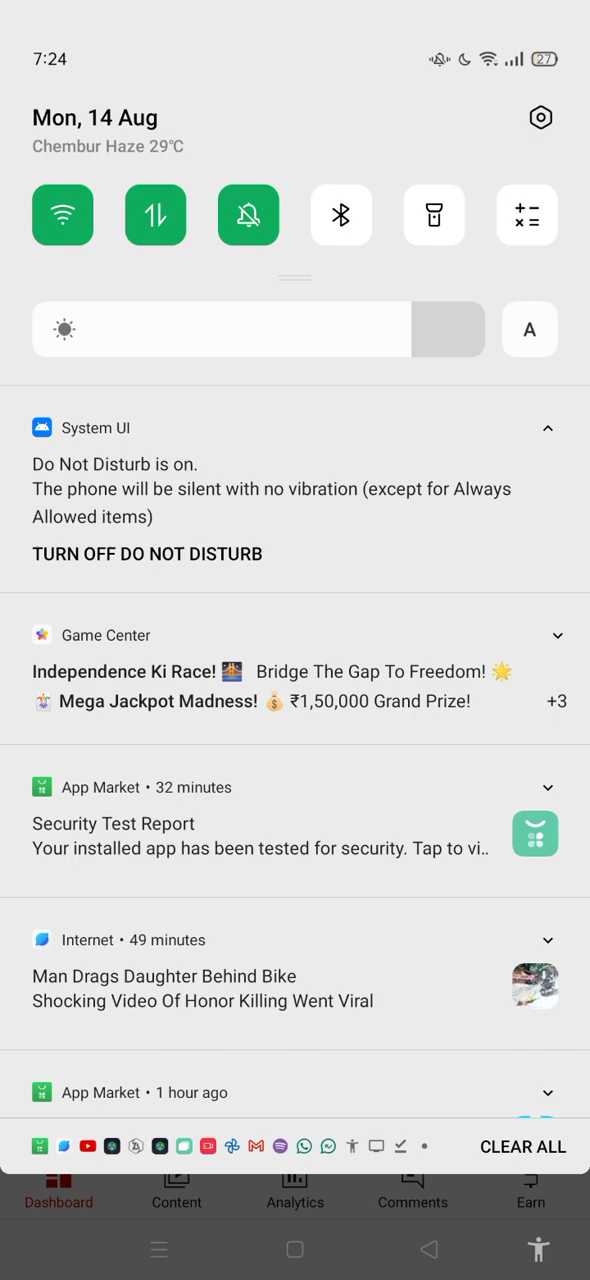 7:24
27
Mon, 14 Aug
Chembur Haze 29°C
A
System UI
Do Not Disturb is on.
The phone will be silent with no vibration (except for Always
Allowed items)
TURN OFF DO NOT DISTURB
Game Center
Independence Ki Race! 🌉 Bridge The Gap To Freedom! 🌟
🃏 Mega Jackpot Madness! 💰 ₹1,50,000 Grand Prize! +3
App Market • 32 minutes
Security Test Report
Your installed app has been tested for security. Tap to vi..
Internet • 49 minutes
Man Drags Daughter Behind Bike
Shocking Video Of Honor Killing Went Viral
App Market • 1 hour ago
CLEAR ALL
Dashboard Content Analytics Comments Earn